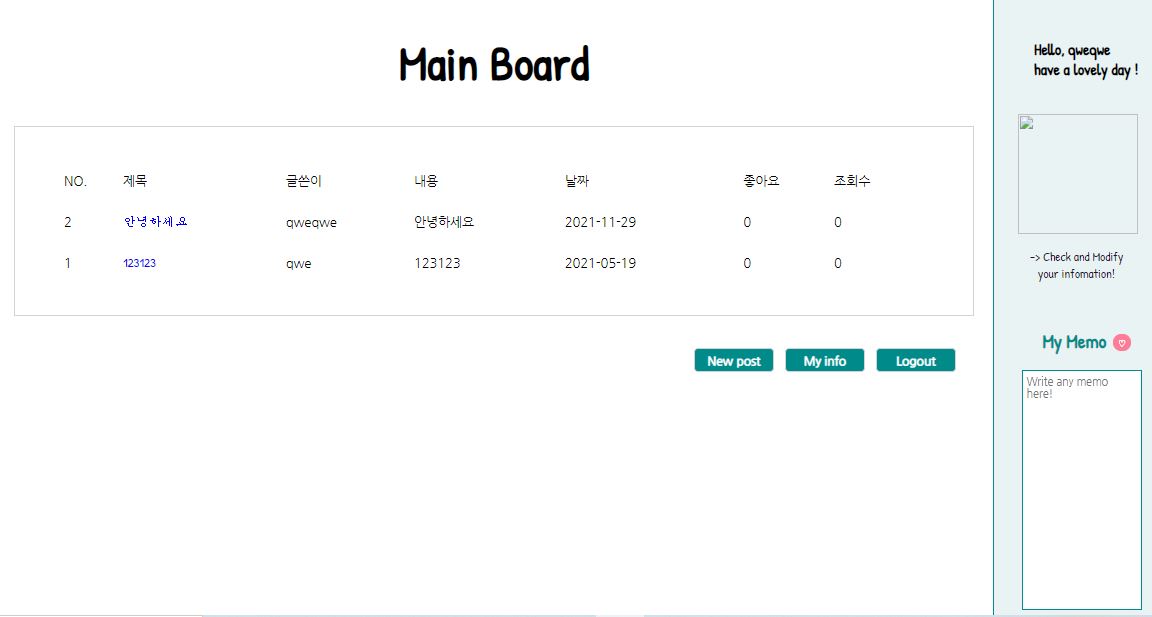 Main Board
NO. 제목 글쓴이 내용 날짜 좋아요 조회수
2 안녕하세요 qweqwe 안녕하세요 2021-11-29 0 0
1 123123 qwe 123123 2021-05-19 0 0
New post My info Logout
Hello, qweqwe
have a lovely day !
-> Check and Modify
your infomation!
My Memo
Write any memo
here!